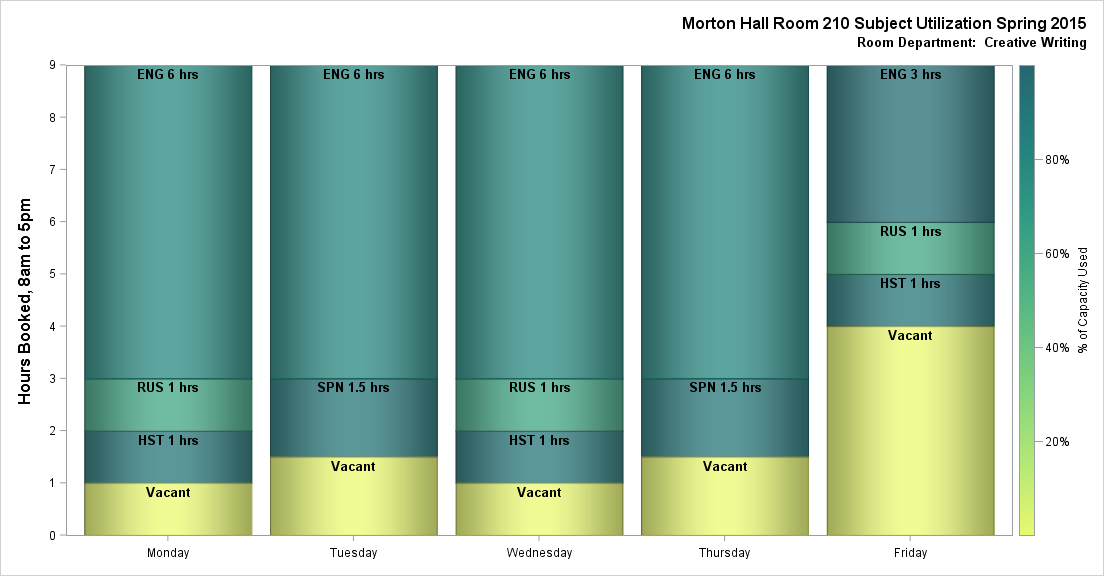 Morton Hall Room 210 Subject Utilization Spring 2015
Room Department:  Creative Writing
Hours Booked, 8am to 5pm
9
8
7
6
5
4
3
2
1
0
ENG 6 hrs
RUS 1 hrs
HST 1 hrs
Vacant
Monday
ENG 6 hrs
SPN 1.5 hrs
Vacant
Tuesday
ENG 6 hrs
RUS 1 hrs
HST 1 hrs
Vacant
Wednesday
ENG 6 hrs
SPN 1.5 hrs
Vacant
Thursday
ENG 3 hrs
RUS 1 hrs
HST 1 hrs
Vacant
Friday
80%
60%
40%
20%
% of Capacity Used